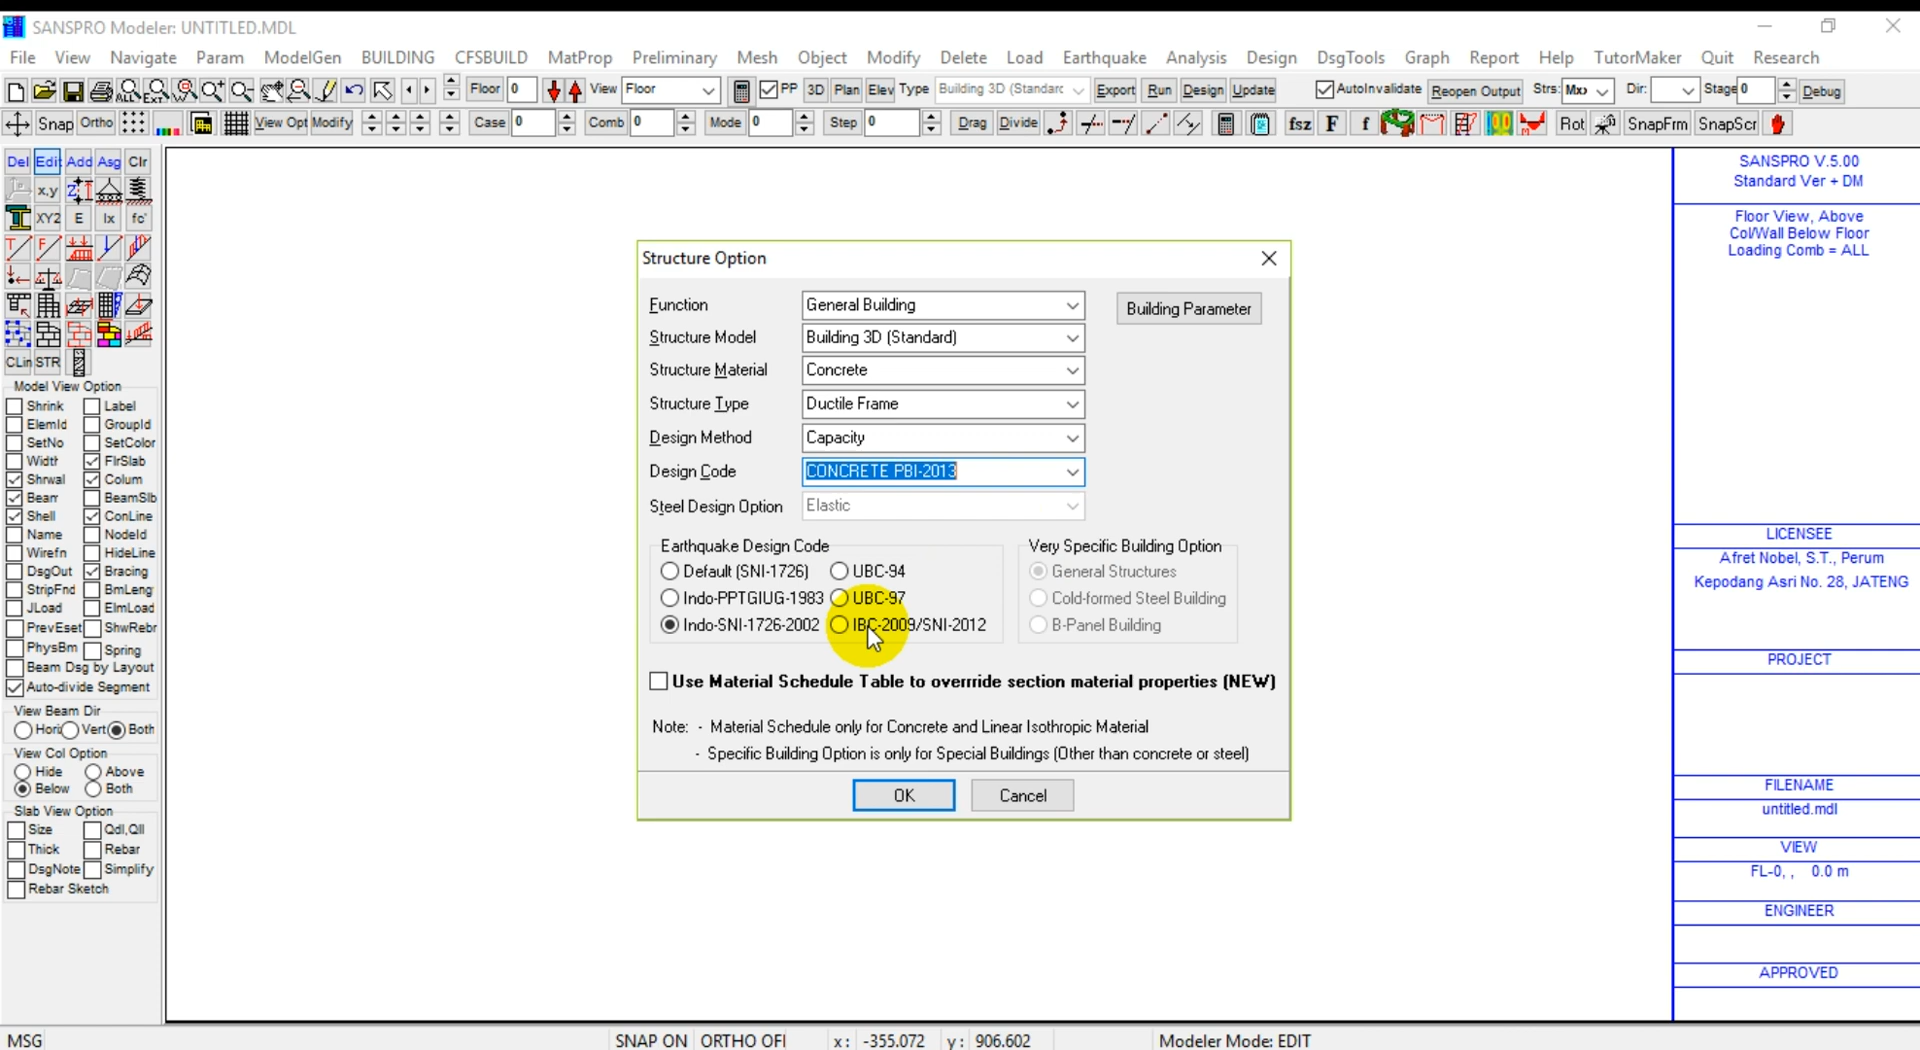 SANSPRO Modeler: UNTITLED.MDL
File View Navigate Param ModelGen BUILDING CFSBUILD MatProp Preliminary Mesh Object Modify Delete Load Earthquake Analysis Design DsgTools Graph Report Help TutorMaker Quit Research
ALL EXT Floor 0 View Floor PP 3D Plan Elev Type Building 3D (Standarc Export Run Design Update AutoInvalidate Reopen Output Strs: Mxx Dir: Stage 0 Debug
Snap Ortho View Opt Modify Case 0 Comb 0 Mode 0 Step 0 Drag Divide fsz F f Rot SnapFrm SnapScr
Del Edit Add Asg Clr
x,y Z
XY2 E Ix fc'
T F
CLin STR
Model View Option
Shrink Label
ElemId GroupId
SetNo SetColor
Width FlrSlab
Shrwal Colum
Beam BeamSlb
Shell ConLine
Name NodeId
Wirefn HideLine
DsgOut Bracing
StripFnd BmLeng
JLoad ElmLoad
PrevEset ShwRebr
PhysBm Spring
Beam Dsg by Layout
Auto-divide Segment
View Beam Dir
Hori Vert Both
View Col Option
Hide Above
Below Both
Slab View Option
Size Qdl,Qll
Thick Rebar
DsgNote Simplify
Rebar Sketch
Structure Option
Function General Building Building Parameter
Structure Model Building 3D (Standard)
Structure Material Concrete
Structure Type Ductile Frame
Design Method Capacity
Design Code CONCRETE PBI-2013
Steel Design Option Elastic
Earthquake Design Code Very Specific Building Option
Default (SNI-1726) UBC-94 General Structures
Indo-PPTGIUG-1983 UBC-97 Cold-formed Steel Building
Indo-SNI-1726-2002 IBC-2009/SNI-2012 B-Panel Building
Use Material Schedule Table to overrride section material properties (NEW)
Note: - Material Schedule only for Concrete and Linear Isothropic Material
- Specific Building Option is only for Special Buildings (Other than concrete or steel)
OK Cancel
SANSPRO V.5.00
Standard Ver + DM
Floor View, Above
Col/Wall Below Floor
Loading Comb = ALL
LICENSEE
Afret Nobel, S.T., Perum
Kepodang Asri No. 28, JATENG
PROJECT
FILENAME
untitled.mdl
VIEW
FL-0, , 0.0 m
ENGINEER
APPROVED
MSG SNAP ON ORTHO OFI x: -355.072 y: 906.602 Modeler Mode: EDIT